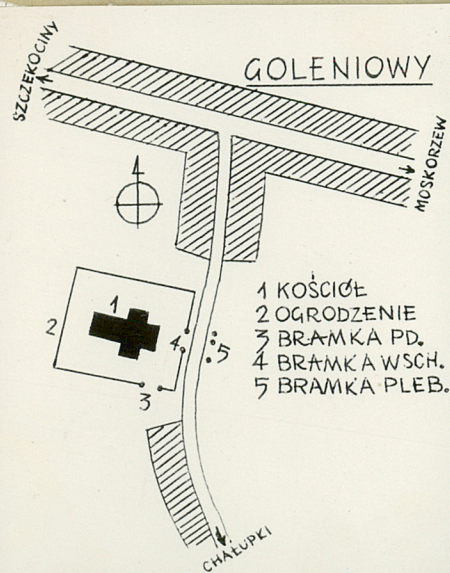 SZCZEKOCINY
GOLENIOWY
MOSKORZEW
1 KOŚCIÓŁ
2 OGRODZENIE
3 BRAMKA PD.
4 BRAMKA WSCH.
5 BRAMKA PLEB.
1
2
3
4
5
CHAŁUPKI